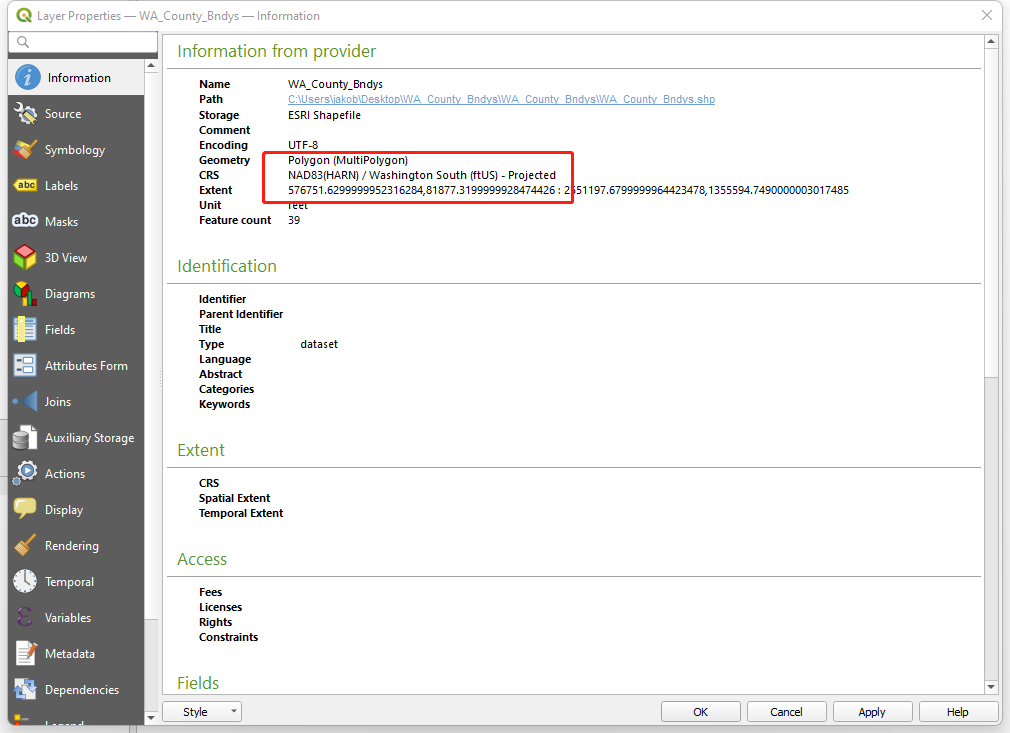 Layer Properties — WA_County_Bndys — Information
Information
Source
Symbology
abc Labels
abc Masks
3D View
Diagrams
Fields
Attributes Form
Joins
Auxiliary Storage
Actions
Display
Rendering
Temporal
Variables
Metadata
Dependencies
Legend
Information from provider
Name WA_County_Bndys
Path C:\Users\jakob\Desktop\WA_County_Bndys\WA_County_Bndys\WA_County_Bndys.shp
Storage ESRI Shapefile
Comment
Encoding UTF-8
Geometry Polygon (MultiPolygon)
CRS NAD83(HARN) / Washington South (ftUS) - Projected
Extent 576751.6299999952316284,81877.3199999928474426 : 2551197.6799999964423478,1355594.7490000003017485
Unit feet
Feature count 39
Identification
Identifier
Parent Identifier
Title
Type dataset
Language
Abstract
Categories
Keywords
Extent
CRS
Spatial Extent
Temporal Extent
Access
Fees
Licenses
Rights
Constraints
Fields
Style
OK
Cancel
Apply
Help